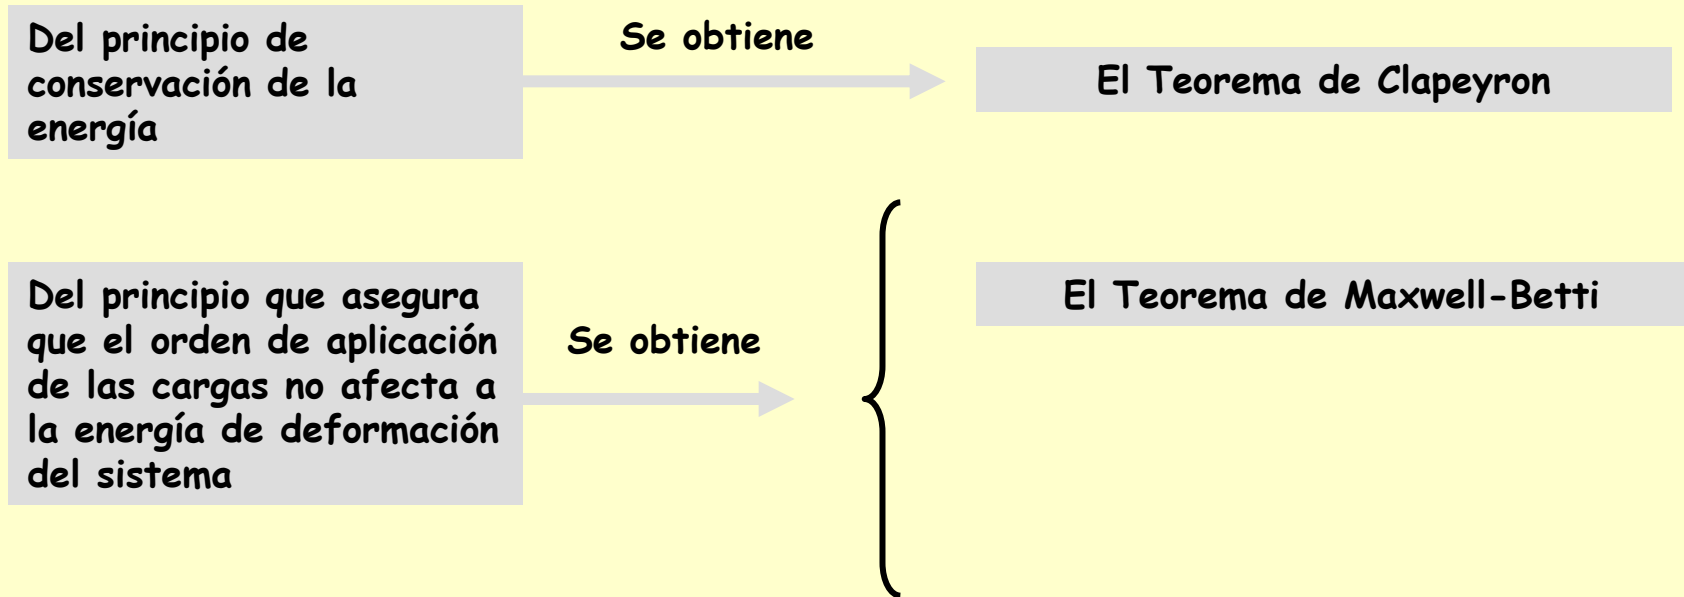 Del principio de
conservación de la
energía
Se obtiene
El Teorema de Clapeyron
Del principio que asegura
que el orden de aplicación
de las cargas no afecta a
la energía de deformación
del sistema
Se obtiene
El Teorema de Maxwell-Betti